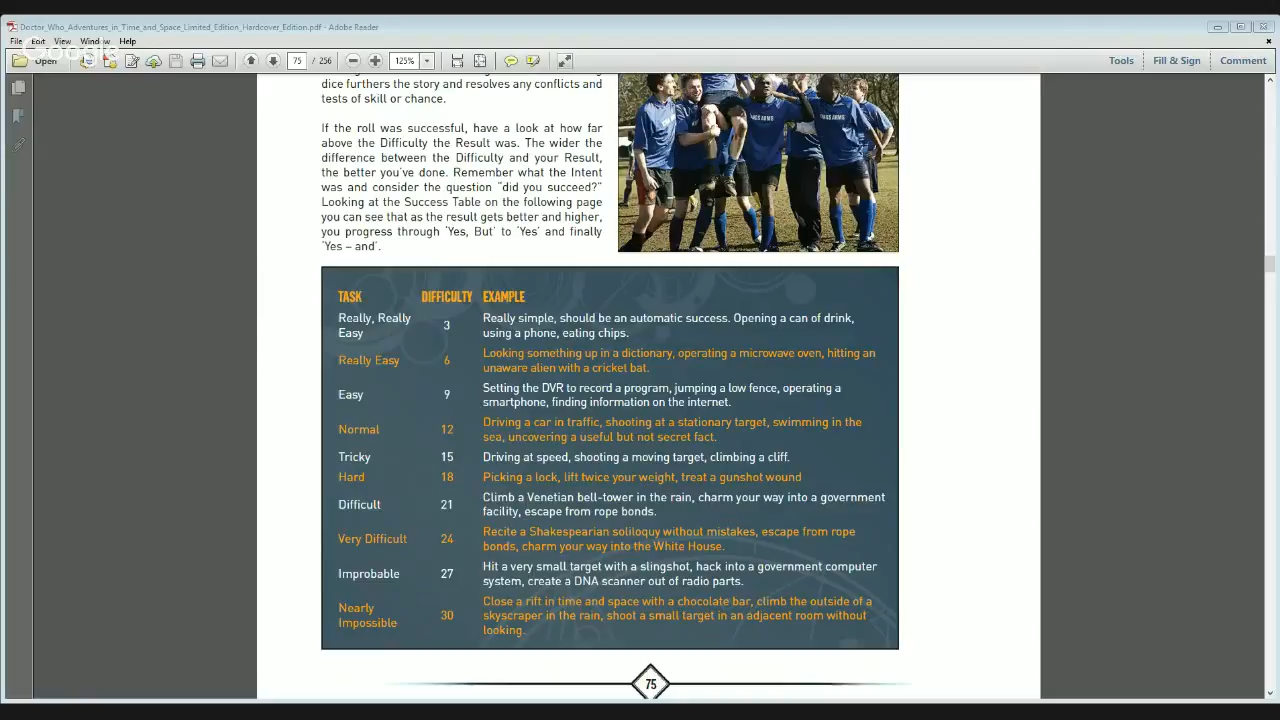 Doctor_Who_Adventures_in_Time_and_Space_Limited_Edition_Hardcover_Edition.pdf - Adobe Reader
File Edit View Window Help
Google
Open 75 / 256 125% Tools Fill & Sign Comment
dice furthers the story and resolves any conflicts and
tests of skill or chance.
If the roll was successful, have a look at how far
above the Difficulty the Result was. The wider the
difference between the Difficulty and your Result,
the better you've done. Remember what the Intent
was and consider the question "did you succeed?"
Looking at the Success Table on the following page
you can see that as the result gets better and higher,
you progress through 'Yes, But' to 'Yes' and finally
'Yes – and'.
TASK DIFFICULTY EXAMPLE
Really, Really Easy 3 Really simple, should be an automatic success. Opening a can of drink,
using a phone, eating chips.
Really Easy 6 Looking something up in a dictionary, operating a microwave oven, hitting an
unaware alien with a cricket bat.
Easy 9 Setting the DVR to record a program, jumping a low fence, operating a
smartphone, finding information on the internet.
Normal 12 Driving a car in traffic, shooting at a stationary target, swimming in the
sea, uncovering a useful but not secret fact.
Tricky 15 Driving at speed, shooting a moving target, climbing a cliff.
Hard 18 Picking a lock, lift twice your weight, treat a gunshot wound
Difficult 21 Climb a Venetian bell-tower in the rain, charm your way into a government
facility, escape from rope bonds.
Very Difficult 24 Recite a Shakespearian soliloquy without mistakes, escape from rope
bonds, charm your way into the White House.
Improbable 27 Hit a very small target with a slingshot, hack into a government computer
system, create a DNA scanner out of radio parts.
Nearly Impossible 30 Close a rift in time and space with a chocolate bar, climb the outside of a
skyscraper in the rain, shoot a small target in an adjacent room without
looking.
75